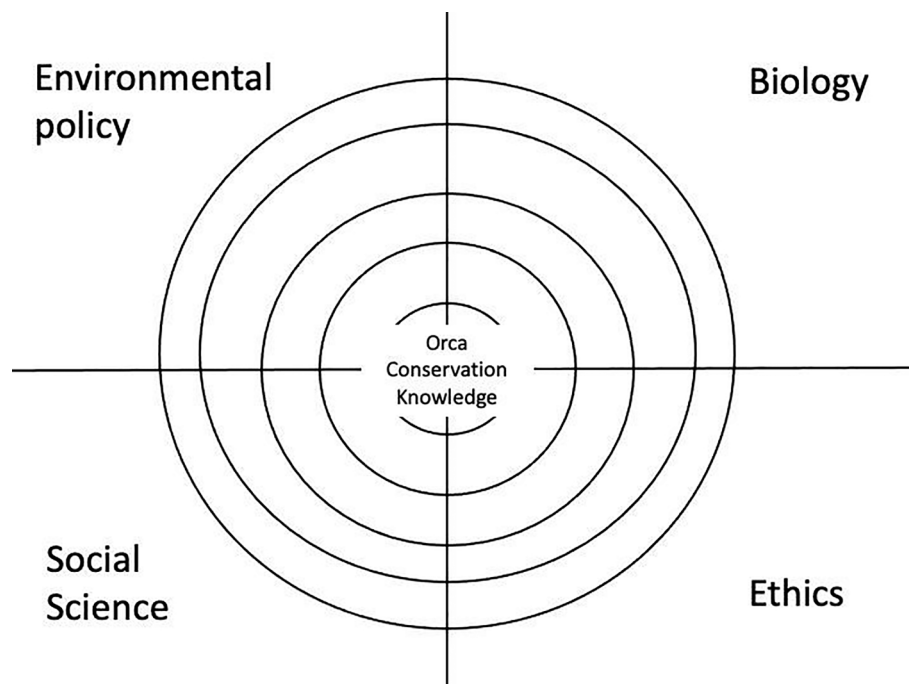 Environmental
policy
Biology
Orca
Conservation
Knowledge
Social
Science
Ethics